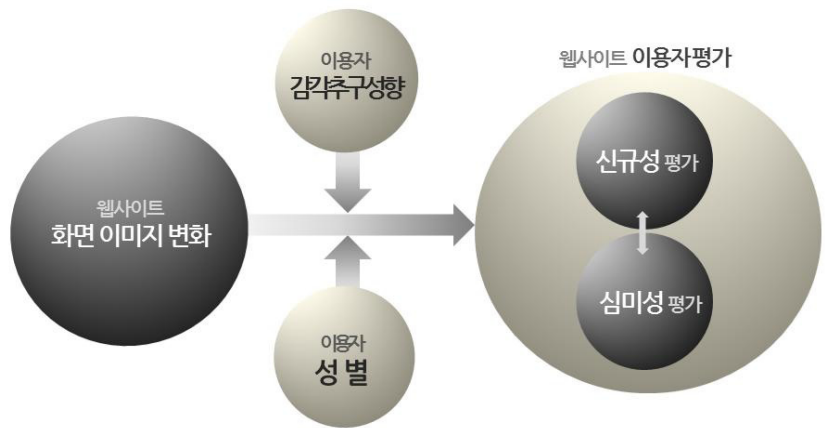 이용자
감각추구성향
웹사이트 이용자 평가
웹사이트
화면 이미지 변화
신규성 평가
심미성 평가
이용자
성 별